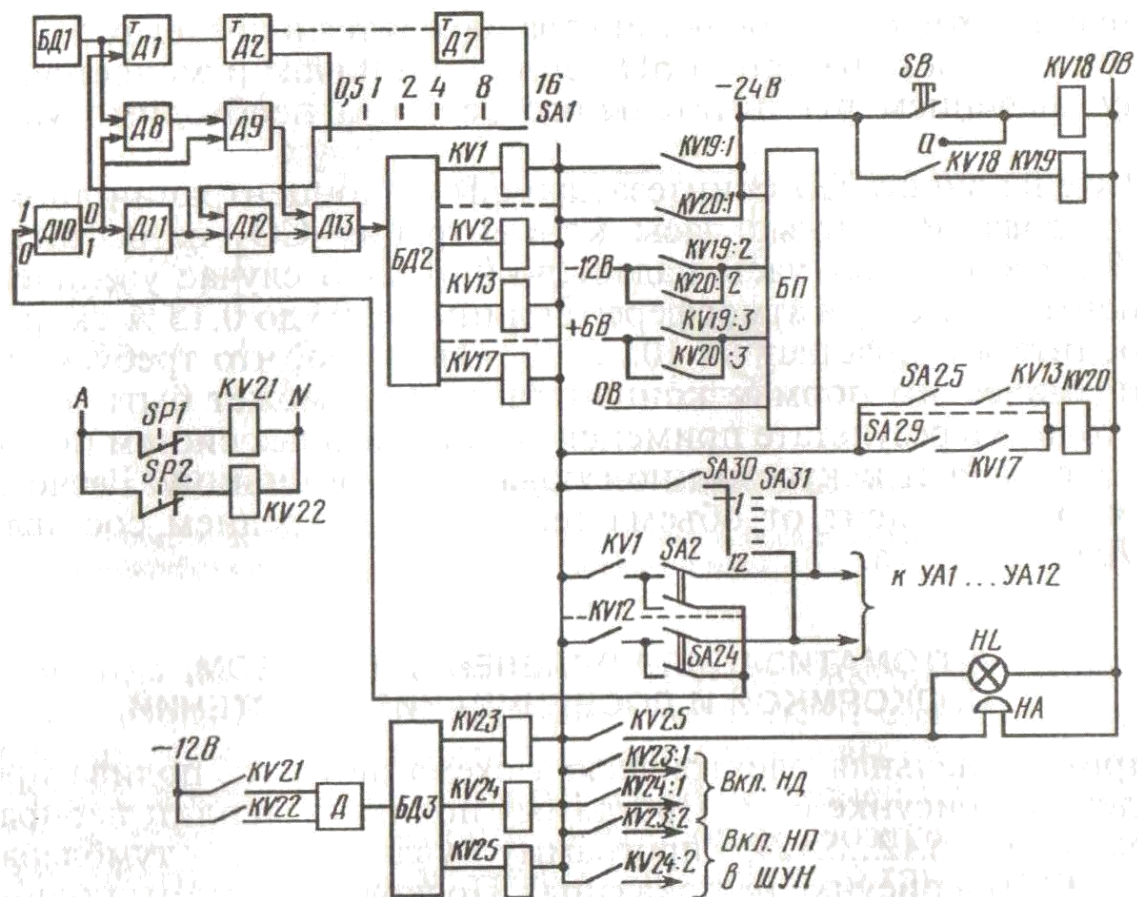 БД1
т Д1
т Д2
т Д7
0,5 1 2 4 8 16
SA1
Д8
Д9
1
0
Д10
0
1
Д11
Д12
Д13
БД2
KV1
KV2
KV13
KV17
-24В
KV19:1
KV20:1
-12В
KV19:2
KV20:2
+6В
KV19:3
KV20:3
0В
БП
SB
KV18
0В
а
KV18
KV19
SA25
KV13
KV20
SA29
KV17
A
SP1
KV21
N
SP2
KV22
SA30
SA31
1
12
KV1
SA2
KV12
SA24
к УА1...УА12
HL
HA
-12В
KV21
KV22
Д
БД3
KV23
KV24
KV25
KV25
KV23:1
KV24:1
Вкл. НД
KV23:2
KV24:2
Вкл. НП
в ШУН